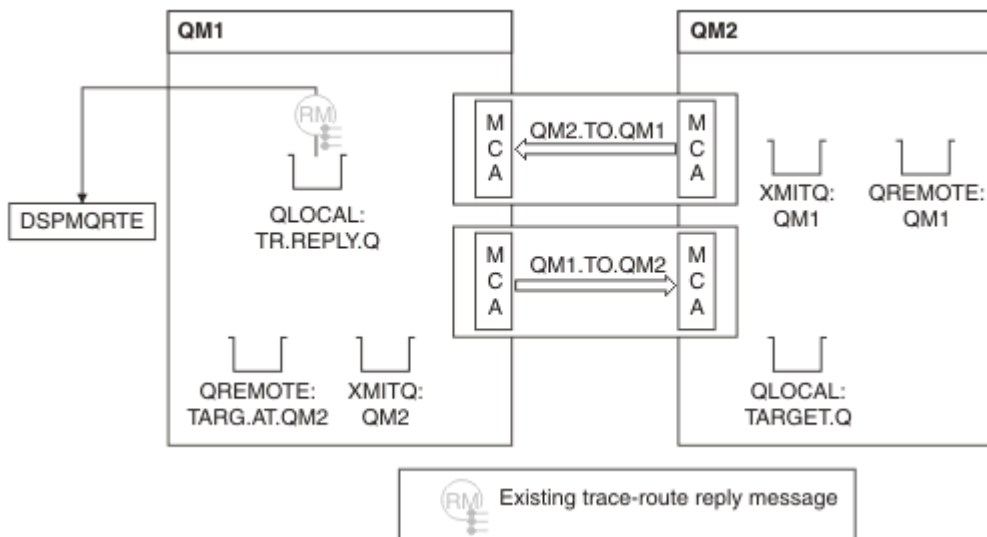 QM1
QM2
RM
DSPMQRTE
QLOCAL:
TR.REPLY.Q
M
C
A
QM2.TO.QM1
M
C
A
XMITQ:
QM1
QREMOTE:
QM1
M
C
A
QM1.TO.QM2
M
C
A
QREMOTE:
TARG.AT.QM2
XMITQ:
QM2
QLOCAL:
TARGET.Q
RM
Existing trace-route reply message